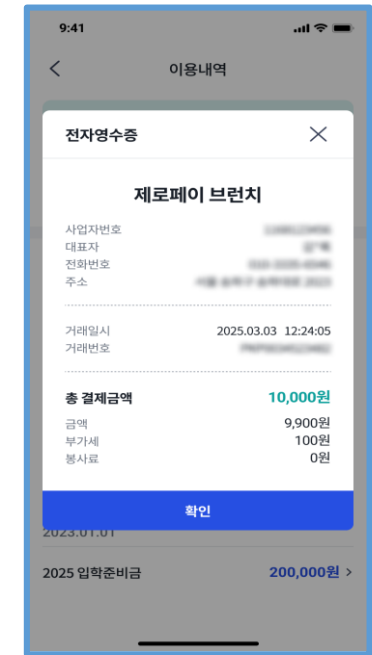 9:41
이용내역
전자영수증
제로페이 브런치
사업자번호
대표자
전화번호
주소
거래일시 2025.03.03 12:24:05
거래번호
총 결제금액 10,000원
금액 9,900원
부가세 100원
봉사료 0원
확인
2023.01.01
2025 입학준비금 200,000원 >